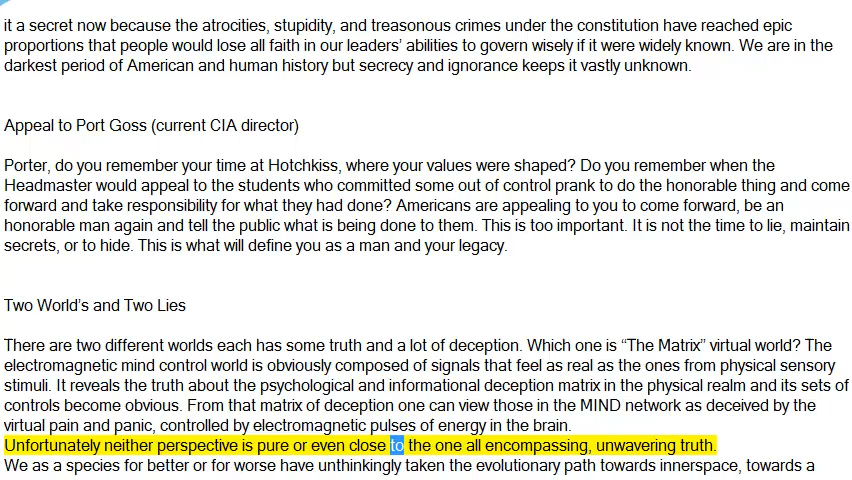 it a secret now because the atrocities, stupidity, and treasonous crimes under the constitution have reached epic
proportions that people would lose all faith in our leaders’ abilities to govern wisely if it were widely known. We are in the
darkest period of American and human history but secrecy and ignorance keeps it vastly unknown.
Appeal to Port Goss (current CIA director)
Porter, do you remember your time at Hotchkiss, where your values were shaped? Do you remember when the
Headmaster would appeal to the students who committed some out of control prank to do the honorable thing and come
forward and take responsibility for what they had done? Americans are appealing to you to come forward, be an
honorable man again and tell the public what is being done to them. This is too important. It is not the time to lie, maintain
secrets, or to hide. This is what will define you as a man and your legacy.
Two World’s and Two Lies
There are two different worlds each has some truth and a lot of deception. Which one is “The Matrix” virtual world? The
electromagnetic mind control world is obviously composed of signals that feel as real as the ones from physical sensory
stimuli. It reveals the truth about the psychological and informational deception matrix in the physical realm and its sets of
controls become obvious. From that matrix of deception one can view those in the MIND network as deceived by the
virtual pain and panic, controlled by electromagnetic pulses of energy in the brain.
Unfortunately neither perspective is pure or even close to the one all encompassing, unwavering truth.
We as a species for better or for worse have unthinkingly taken the evolutionary path towards innerspace, towards a